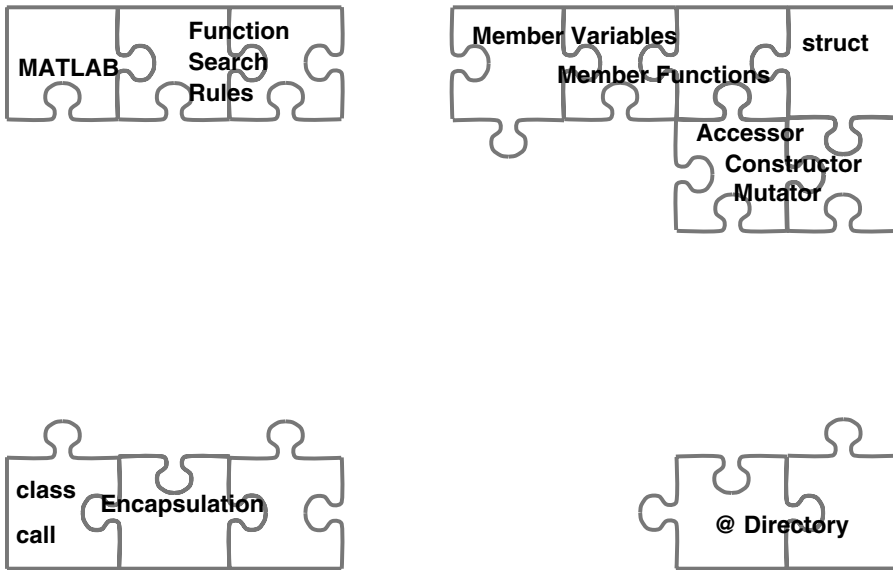 MATLAB
Function
Search
Rules
Member Variables
struct
Member Functions
Accessor
Constructor
Mutator
class
call
Encapsulation
@ Directory